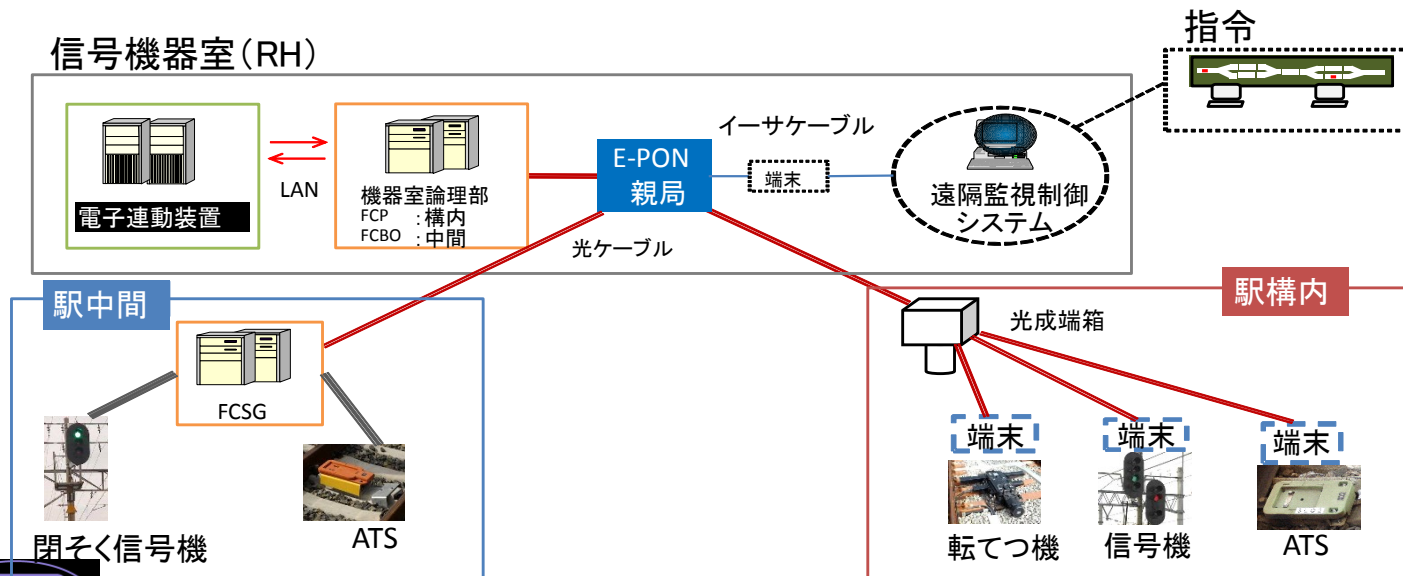 指令
信号機器室(RH)
イーサケーブル
E-PON
親局
端末
LAN
電子連動装置
機器室論理部
FCP :構内
FCBO :中間
遠隔監視制御
システム
光ケーブル
駅中間
駅構内
光成端箱
FCSG
端末
端末
端末
閉そく信号機
ATS
転てつ機
信号機
ATS